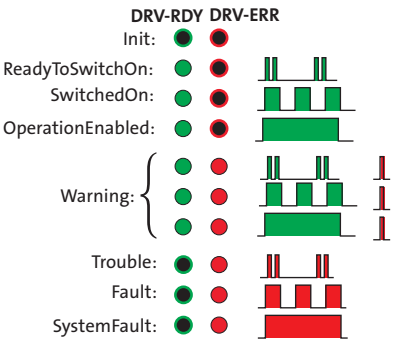 DRV-RDY DRV-ERR
Init:
ReadyToSwitchOn:
SwitchedOn:
OperationEnabled:
Warning:
Trouble:
Fault:
SystemFault: